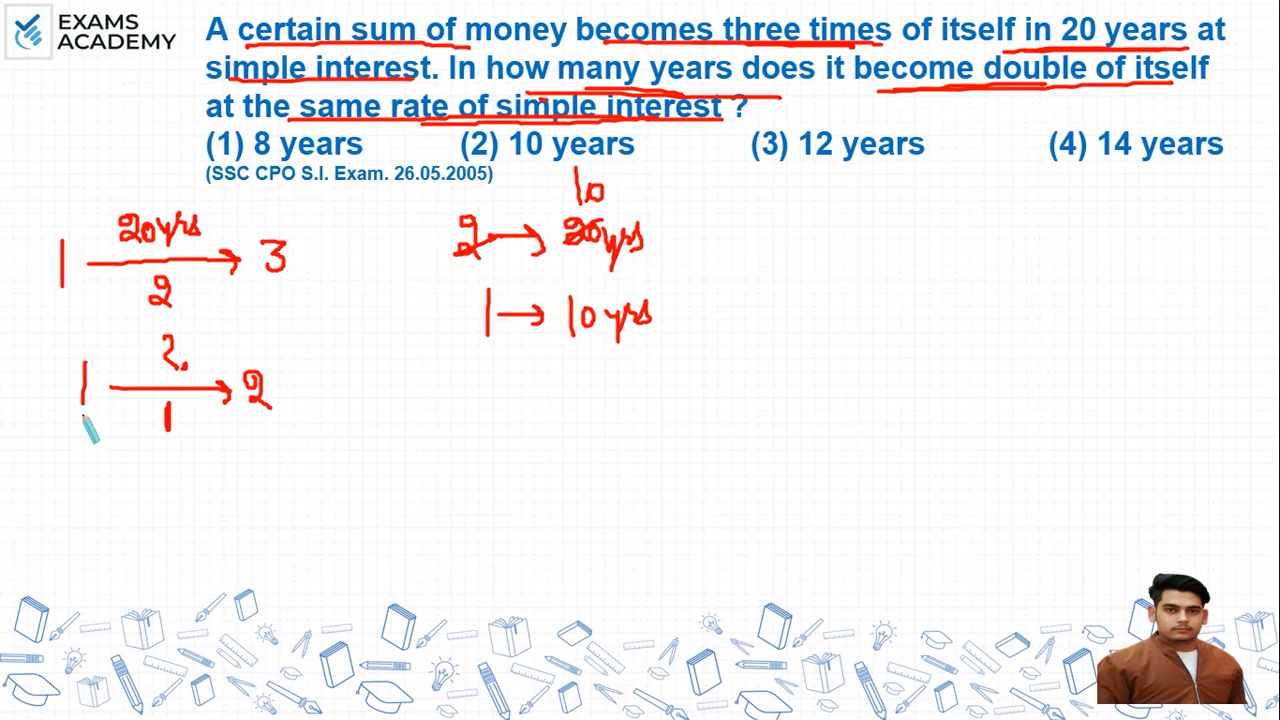 EXAMS
ACADEMY
A certain sum of money becomes three times of itself in 20 years at
simple interest. In how many years does it become double of itself
at the same rate of simple interest ?
(1) 8 years (2) 10 years (3) 12 years (4) 14 years
(SSC CPO S.I. Exam. 26.05.2005)
10
20yrs
1 → 3
2
2 → 20yrs
1 → 10yrs
?.
1 → 2
1